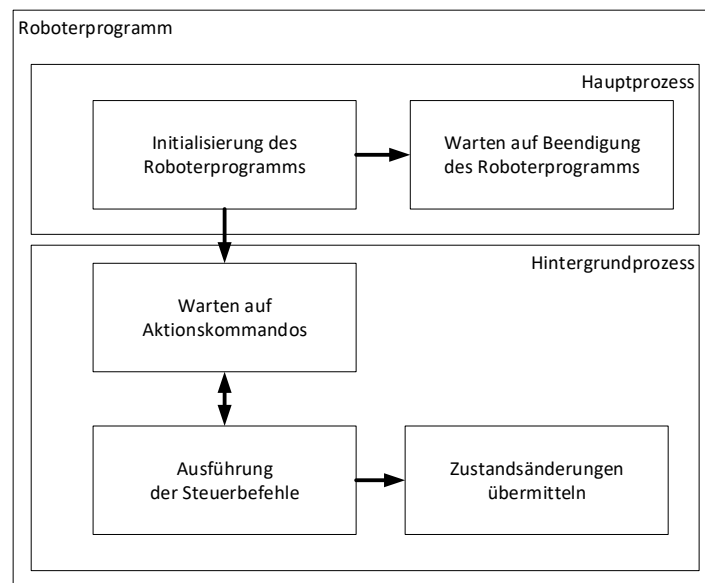 Roboterprogramm
Hauptprozess
Initialisierung des
Roboterprogramms
Warten auf Beendigung
des Roboterprogramms
Hintergrundprozess
Warten auf
Aktionskommandos
Ausführung
der Steuerbefehle
Zustandsänderungen
übermitteln